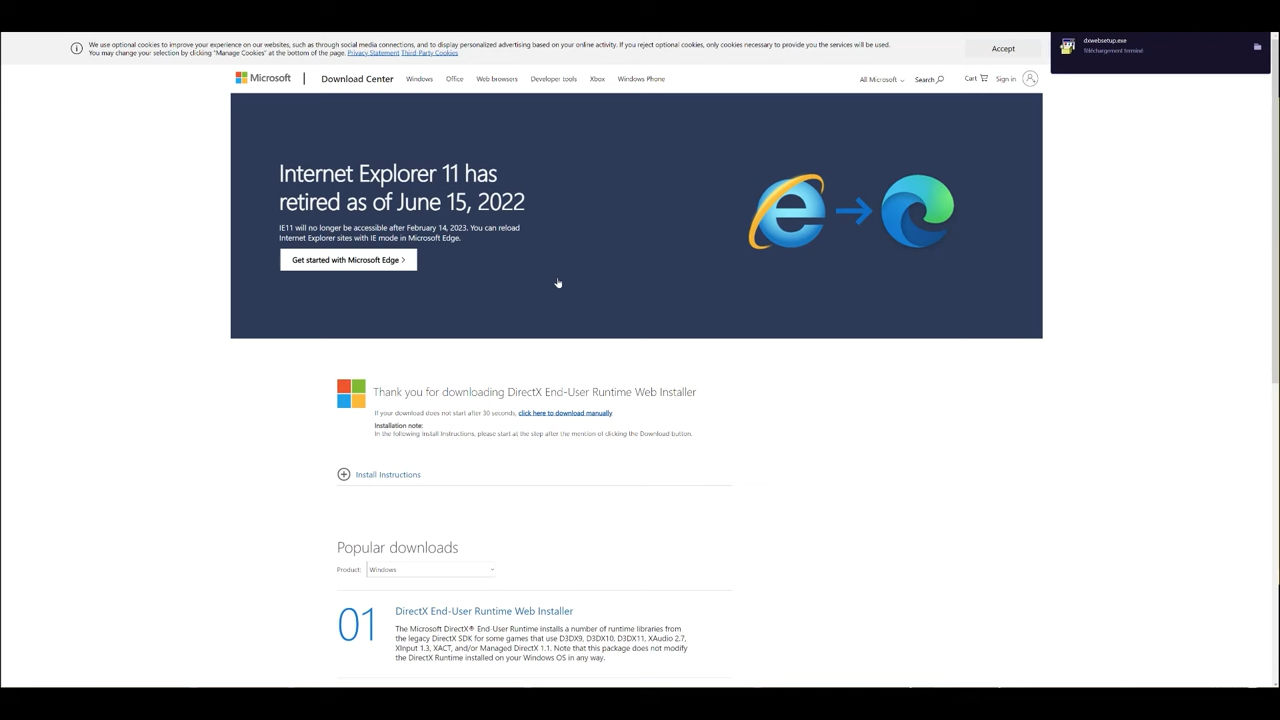 We use optional cookies to improve your experience on our websites, such as through social media connections, and to display personalized advertising based on your online activity. If you reject optional cookies, only cookies necessary to provide you the services will be used.
You may change your selection by clicking "Manage Cookies" at the bottom of the page. Privacy Statement Third-Party Cookies
Accept
dxwebsetup.exe
Téléchargement terminé
Microsoft Download Center Windows Office Web browsers Developer tools Xbox Windows Phone All Microsoft Search Cart Sign in
Internet Explorer 11 has
retired as of June 15, 2022
IE11 will no longer be accessible after February 14, 2023. You can reload
Internet Explorer sites with IE mode in Microsoft Edge.
Get started with Microsoft Edge >
Thank you for downloading DirectX End-User Runtime Web Installer
If your download does not start after 30 seconds, click here to download manually
Installation note:
In the following Install Instructions, please start at the step after the mention of clicking the Download button.
Install Instructions
Popular downloads
Product: Windows
01 DirectX End-User Runtime Web Installer
The Microsoft DirectX® End-User Runtime installs a number of runtime libraries from
the legacy DirectX SDK for some games that use D3DX9, D3DX10, D3DX11, XAudio 2.7,
XInput 1.3, XACT, and/or Managed DirectX 1.1. Note that this package does not modify
the DirectX Runtime installed on your Windows OS in any way.